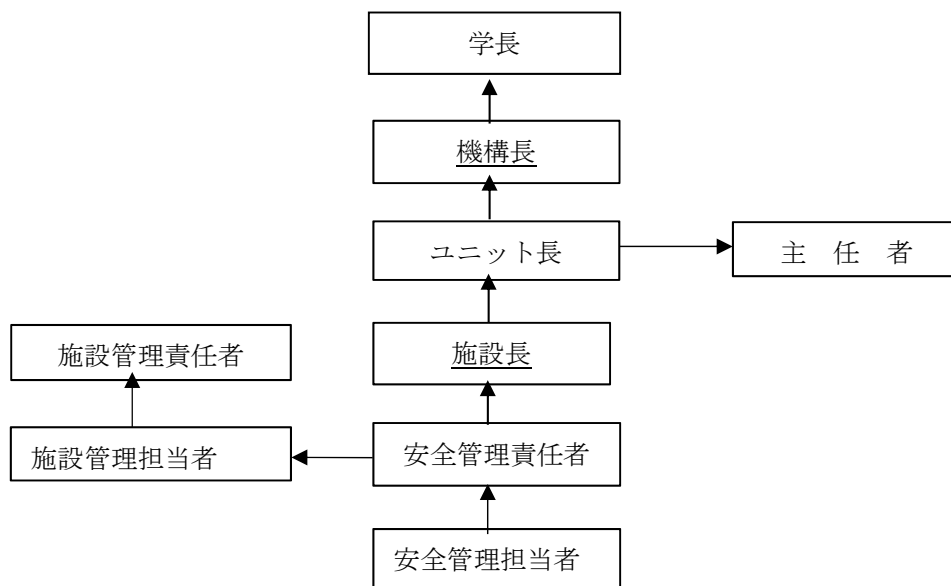 学長
機構長
ユニット長
主 任 者
施設長
施設管理責任者
安全管理責任者
施設管理担当者
安全管理担当者